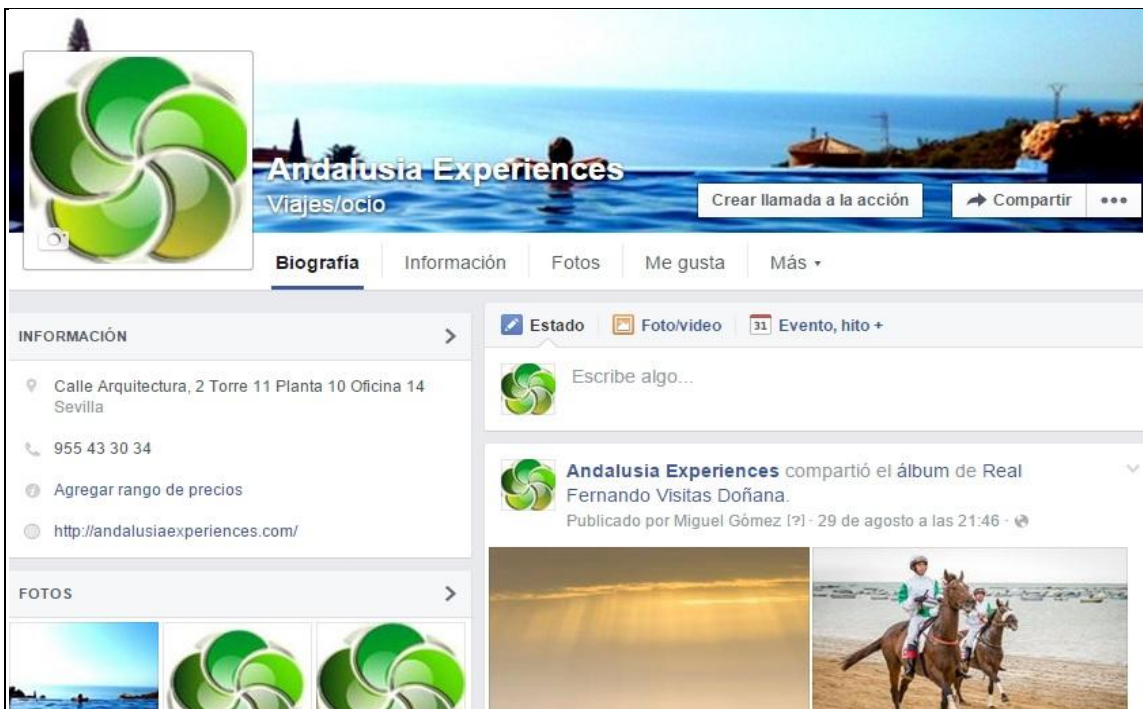 Andalusia Experiences
Viajes/ocio
Crear llamada a la acción
Compartir
Biografía
Información
Fotos
Me gusta
Más
INFORMACIÓN
Calle Arquitectura, 2 Torre 11 Planta 10 Oficina 14
Sevilla
955 43 30 34
Agregar rango de precios
http://andalusiaexperiences.com/
FOTOS
Estado
Foto/video
31 Evento, hito +
Escribe algo...
Andalusia Experiences compartió el álbum de Real
Fernando Visitas Doñana.
Publicado por Miguel Gómez [?] · 29 de agosto a las 21:46 ·